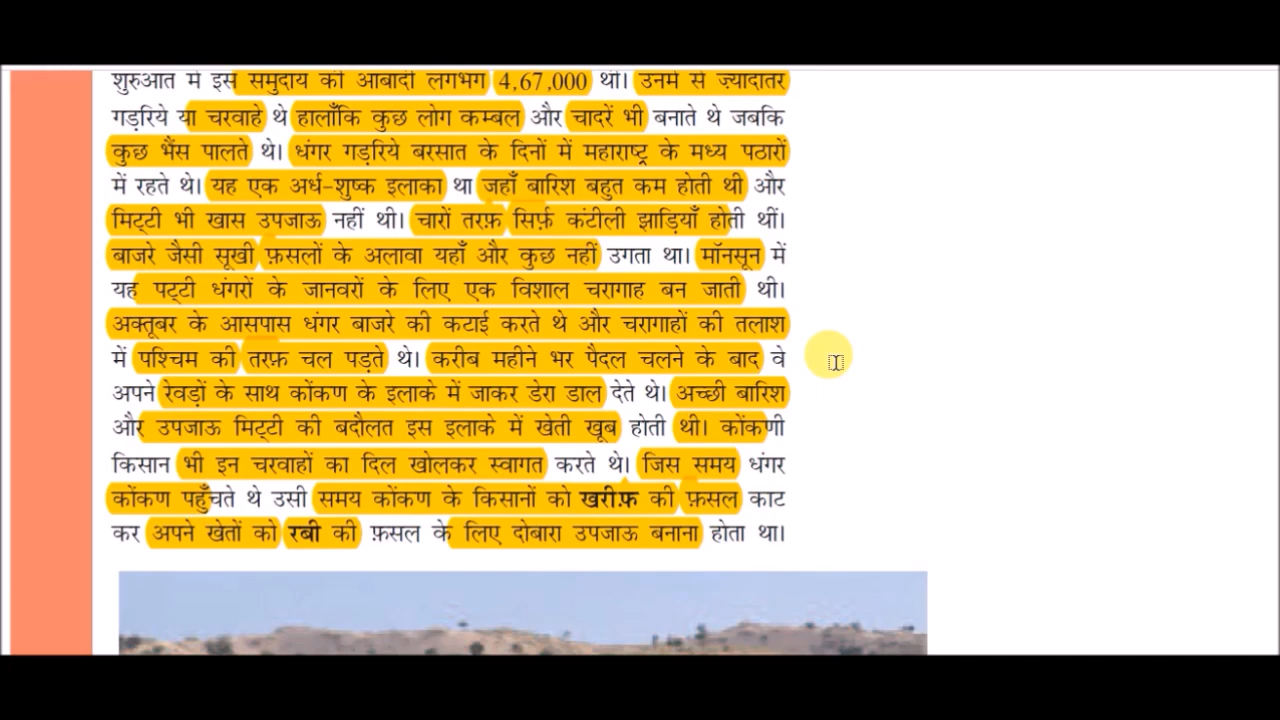 शुरुआत में इस समुदाय की आबादी लगभग 4,67,000 थी। उनमें से ज़्यादातर
गड़रिये या चरवाहे थे हालाँकि कुछ लोग कम्बल और चादरें भी बनाते थे जबकि
कुछ भैंस पालते थे। धंगर गड़रिये बरसात के दिनों में महाराष्ट्र के मध्य पठारों
में रहते थे। यह एक अर्ध-शुष्क इलाका था जहाँ बारिश बहुत कम होती थी और
मिट्टी भी खास उपजाऊ नहीं थी। चारों तरफ़ सिर्फ़ कंटीली झाड़ियाँ होती थीं।
बाजरे जैसी सूखी फ़सलों के अलावा यहाँ और कुछ नहीं उगता था। मॉनसून में
यह पट्टी धंगरों के जानवरों के लिए एक विशाल चरागाह बन जाती थी।
अक्तूबर के आसपास धंगर बाजरे की कटाई करते थे और चरागाहों की तलाश
में पश्चिम की तरफ़ चल पड़ते थे। करीब महीने भर पैदल चलने के बाद वे
अपने रेवड़ों के साथ कोंकण के इलाके में जाकर डेरा डाल देते थे। अच्छी बारिश
और उपजाऊ मिट्टी की बदौलत इस इलाके में खेती खूब होती थी। कोंकणी
किसान भी इन चरवाहों का दिल खोलकर स्वागत करते थे। जिस समय धंगर
कोंकण पहुँचते थे उसी समय कोंकण के किसानों को खरीफ़ की फ़सल काट
कर अपने खेतों को रबी की फ़सल के लिए दोबारा उपजाऊ बनाना होता था।